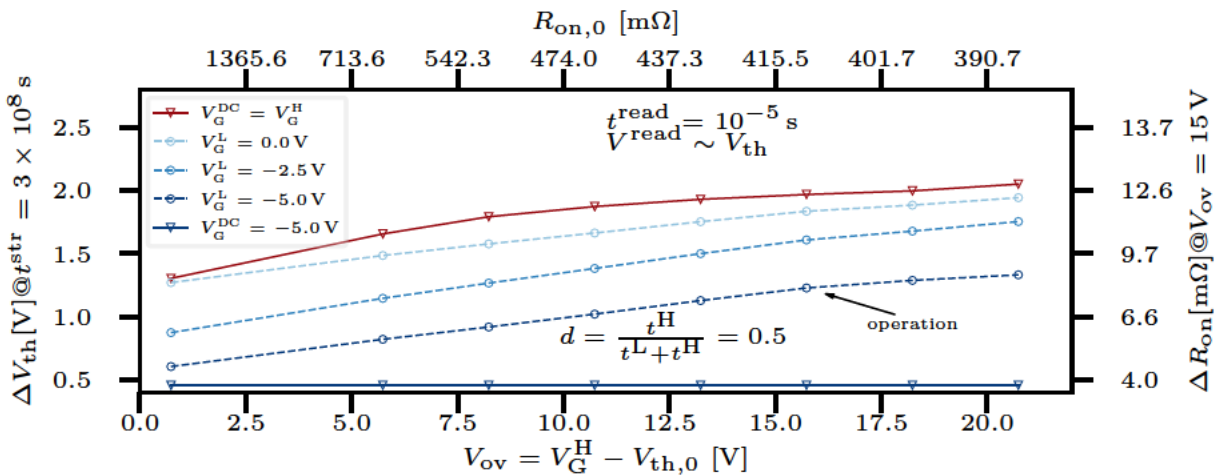 R_on,0 [mΩ]
1365.6 713.6 542.3 474.0 437.3 415.5 401.7 390.7
ΔV_th[V]@t^str = 3 × 10^8 s
2.5
2.0
1.5
1.0
0.5
V_G^DC = V_G^H
V_G^L = 0.0 V
V_G^L = −2.5 V
V_G^L = −5.0 V
V_G^DC = −5.0 V
t^read = 10^−5 s
V^read ∼ V_th
operation
d = t^H / (t^L+t^H) = 0.5
13.7
12.6
9.7
6.6
4.0
ΔR_on[mΩ]@V_ov = 15 V
0.0 2.5 5.0 7.5 10.0 12.5 15.0 17.5 20.0
V_ov = V_G^H − V_th,0 [V]